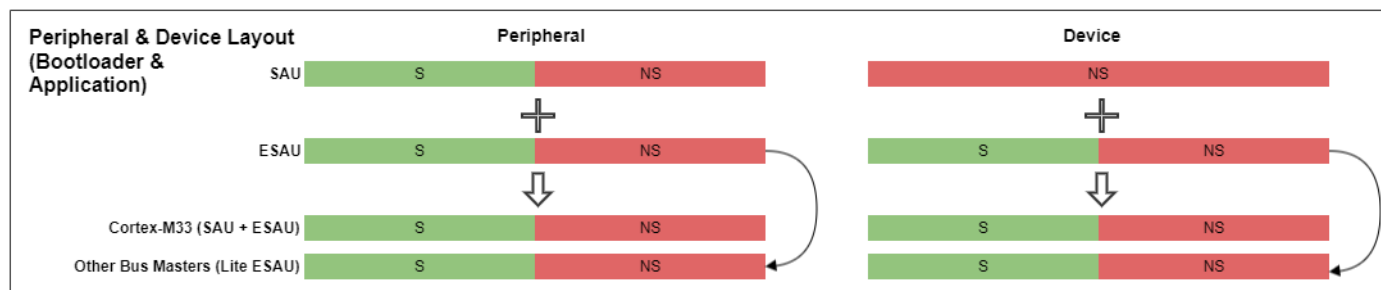 Peripheral & Device Layout
(Bootloader &
Application)
Peripheral
Device
SAU
S
NS
NS
ESAU
S
NS
S
NS
Cortex-M33 (SAU + ESAU)
S
NS
S
NS
Other Bus Masters (Lite ESAU)
S
NS
S
NS